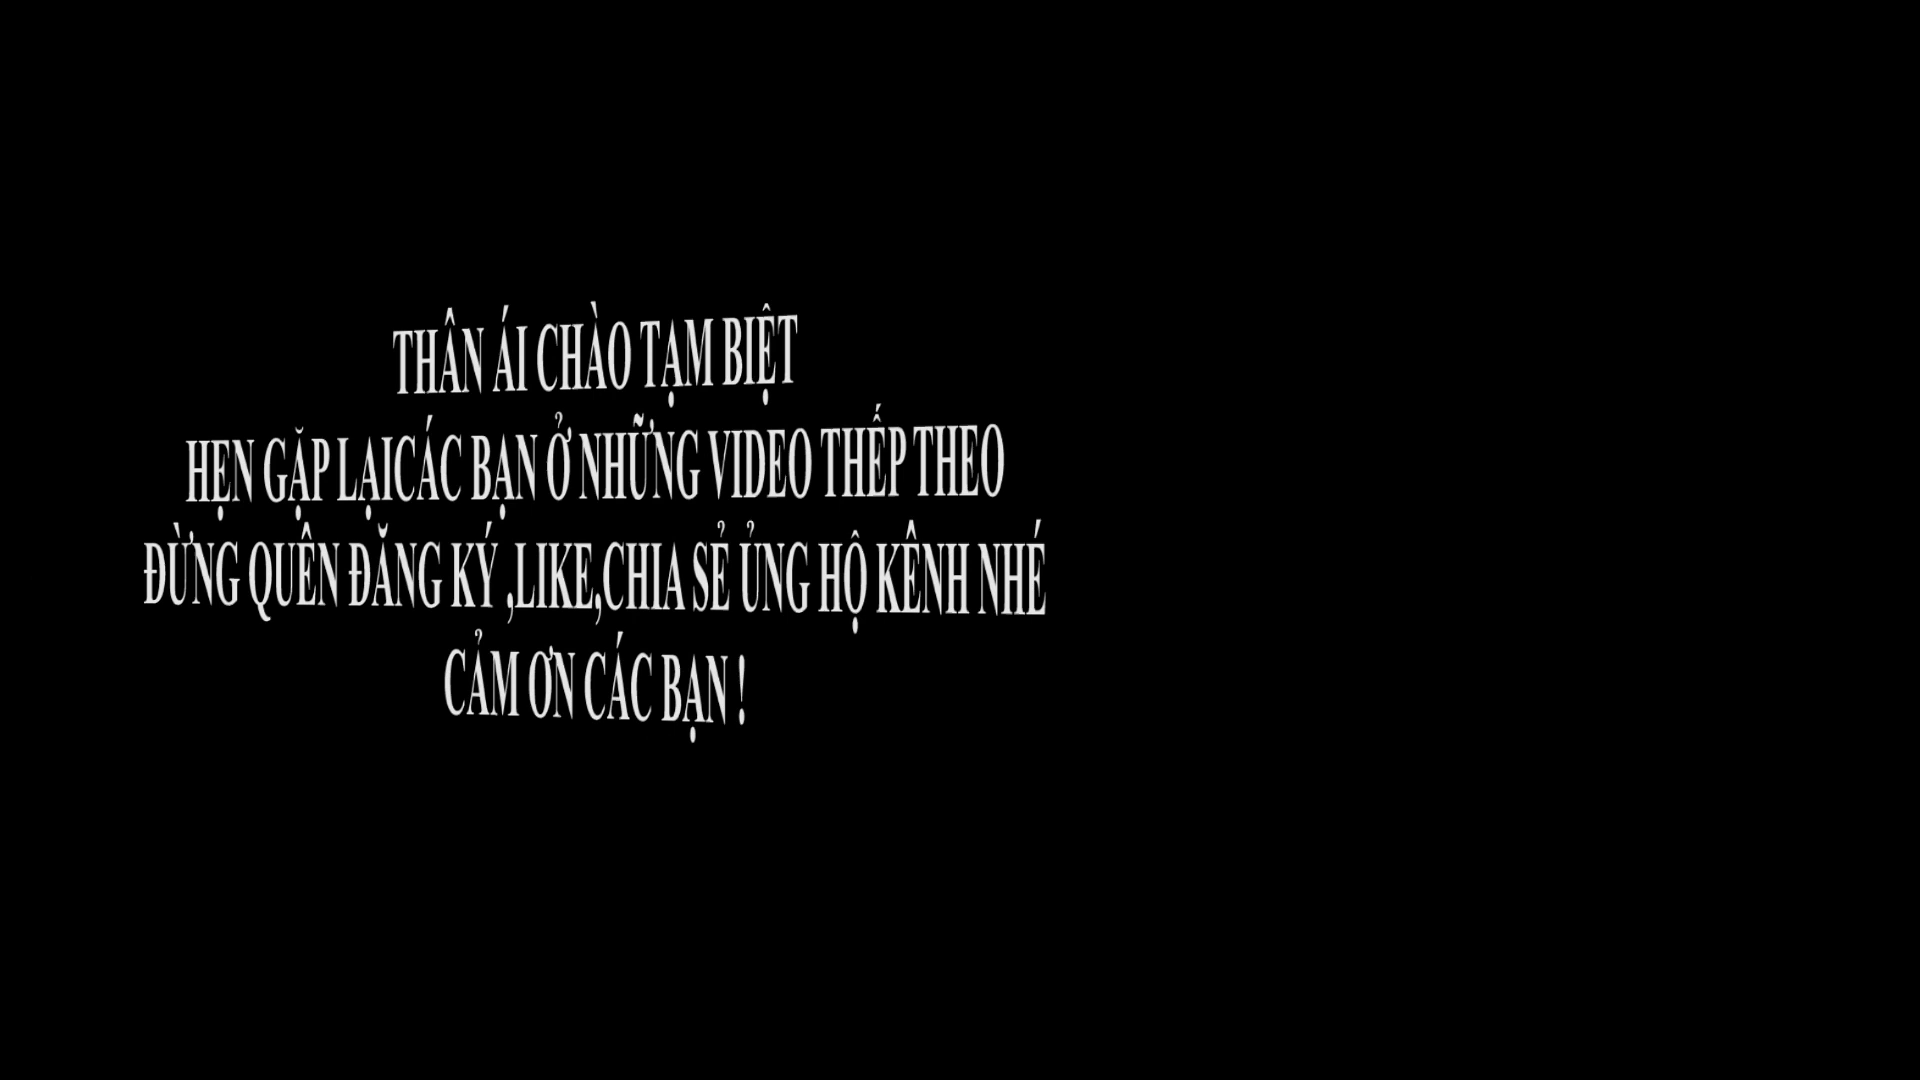 THÂN ÁI CHÀO TẠM BIỆT
HẸN GẶP LẠICÁC BẠN Ở NHỮNG VIDEO THẾP THEO
ĐỪNG QUÊN ĐĂNG KÝ ,LIKE,CHIA SẺ ỦNG HỘ KÊNH NHÉ
CẢM ƠN CÁC BẠN !